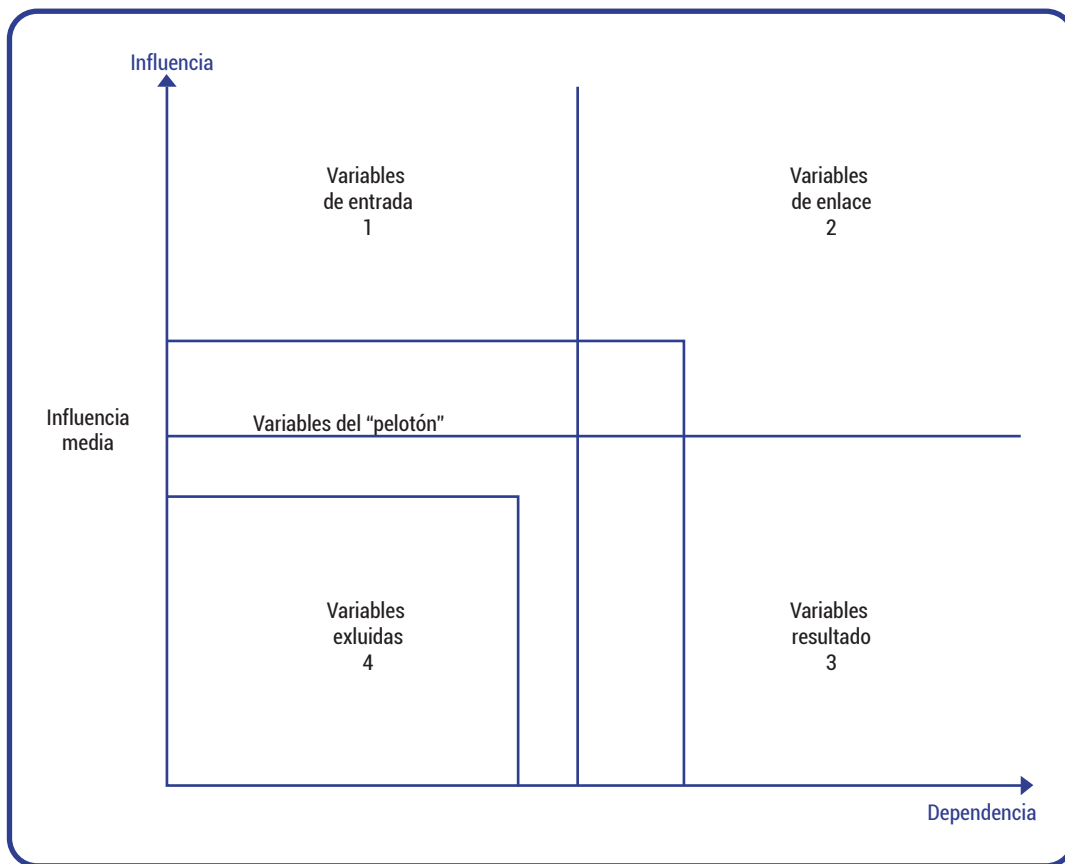 Influencia
Variables
de entrada
1
Variables
de enlace
2
Influencia
media
Variables del “pelotón”
Variables
exluidas
4
Variables
resultado
3
Dependencia